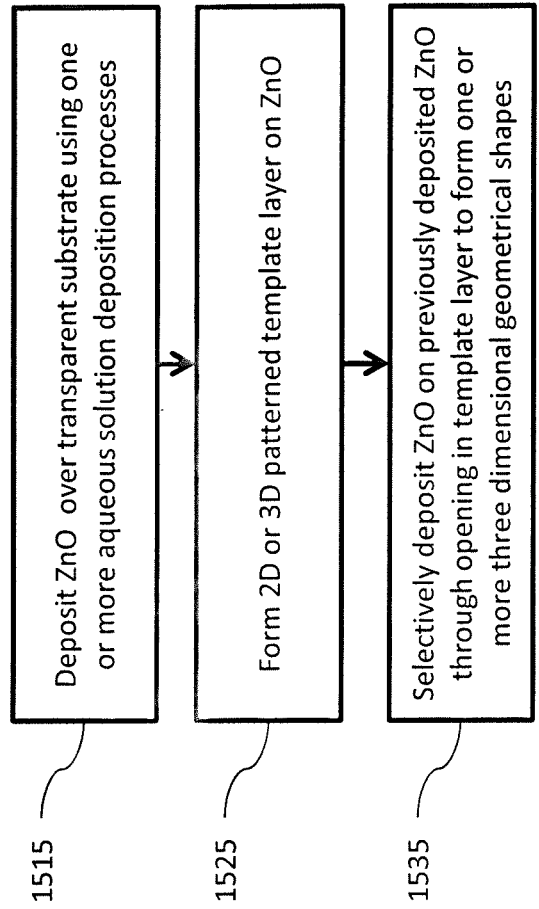 1515
Deposit ZnO over transparent substrate using one
or more aqueous solution deposition processes
1525
Form 2D or 3D patterned template layer on ZnO
1535
Selectively deposit ZnO on previously deposited ZnO
through opening in template layer to form one or
more three dimensional geometrical shapes